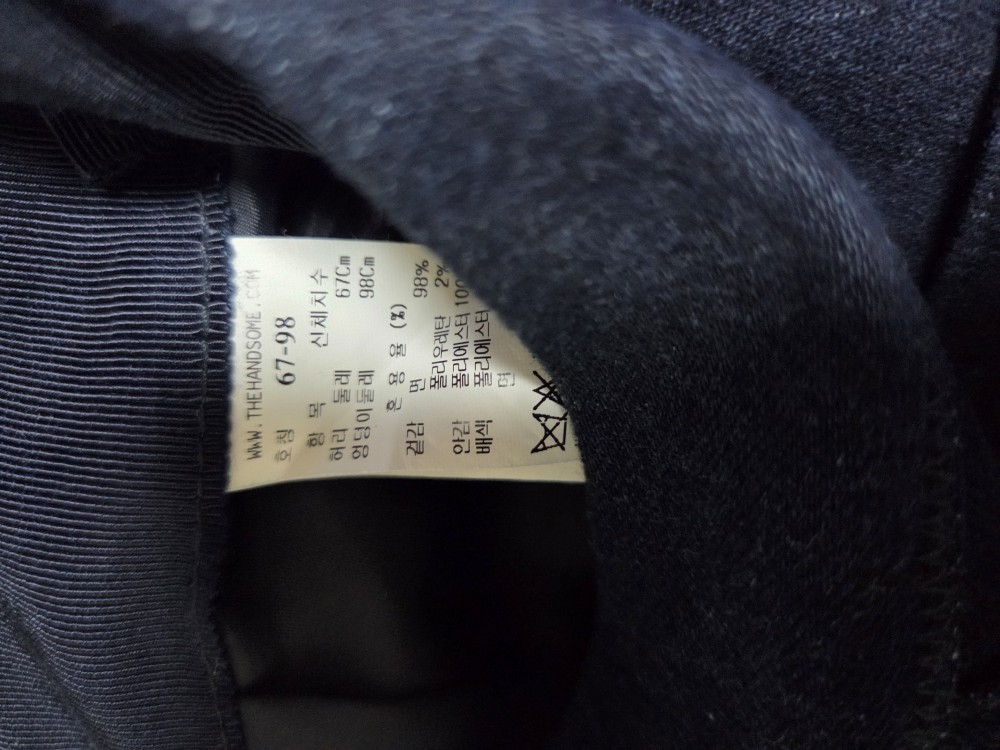 WWW.THEHANDSOME.COM
호칭 67-98
항 목 신체치수
허리 둘레 67Cm
엉덩이둘레 98Cm
혼 용 율 (%)
겉감 면 98%
폴리우레탄 2%
안감 폴리에스터 100
배색 폴리에스터
면